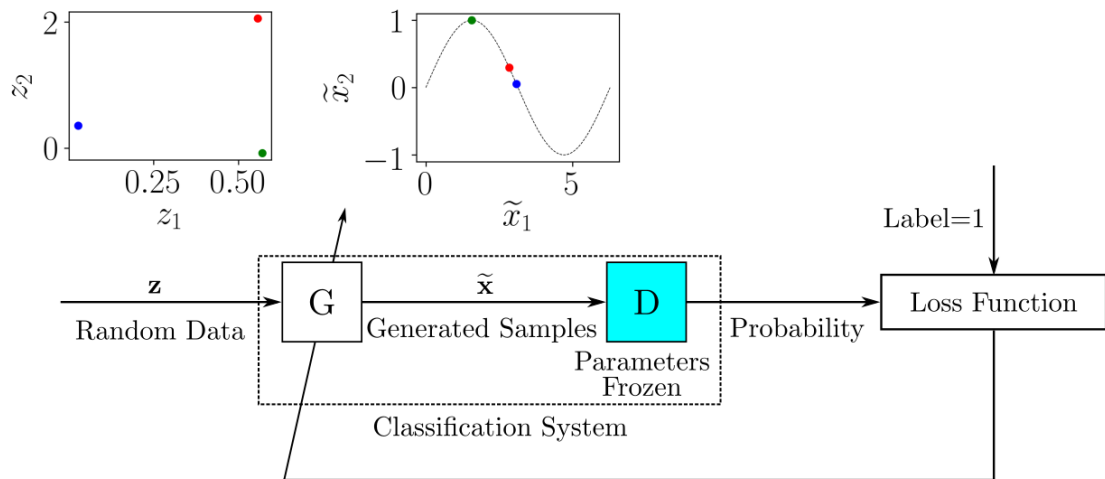 2
z₂
0
0.25
0.50
z₁
1
x̃₂
0
−1
0
5
x̃₁
Label=1
z
Random Data
G
x̃
Generated Samples
D
Parameters
Frozen
Probability
Loss Function
Classification System